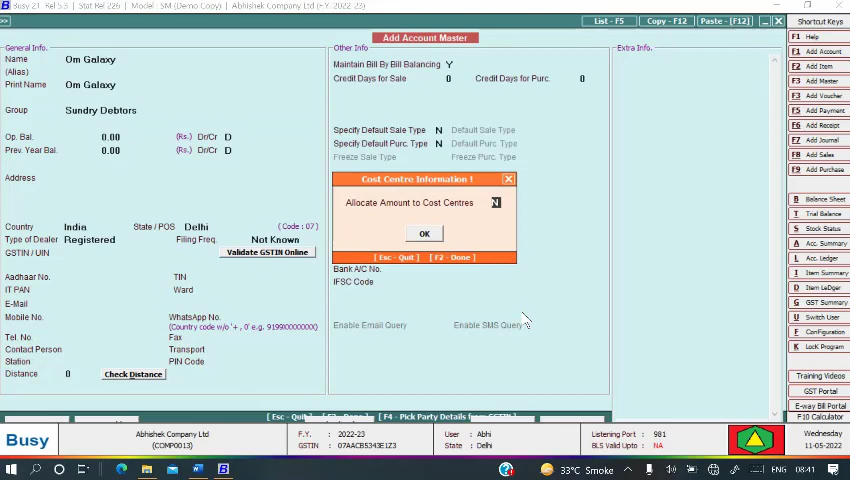 Busy 21 Rel 5.3 | Stat Rel 226 | Model : SM (Demo Copy) | Abhishek Company Ltd (F.Y. 2022-23)
>>
List - F5 Copy - F12 Paste - [F12]
Shortcut Keys
Add Account Master
General Info.
Name Om Galaxy
(Alias)
Print Name Om Galaxy
Group Sundry Debtors
Op. Bal. 0.00 (Rs.) Dr/Cr D
Prev. Year Bal. 0.00 (Rs.) Dr/Cr D
Address
Country India State / POS Delhi (Code : 07)
Type of Dealer Registered Filing Freq. Not Known
GSTIN / UIN Validate GSTIN Online
Aadhaar No. TIN
IT PAN Ward
E-Mail
Mobile No. WhatsApp No.
(Country code w/o '+ , 0' e.g. 9199XXXXXXXX)
Tel. No. Fax
Contact Person Transport
Station PIN Code
Distance 0 Check Distance
Other Info
Maintain Bill By Bill Balancing Y
Credit Days for Sale 0 Credit Days for Purc. 0
Specify Default Sale Type N Default Sale Type
Specify Default Purc. Type N Default Purc. Type
Freeze Sale Type Freeze Purc. Type
Cost Centre Information !
Allocate Amount to Cost Centres N
OK
[ Esc - Quit ] [ F2 - Done ]
Bank A/C No.
IFSC Code
Enable Email Query Enable SMS Query
Extra Info.
[ Esc - Quit ] [ F2 - Done ] [ F4 - Pick Party Details from GSTIN ]
F1 Help
F1 Add Account
F2 Add Item
F3 Add Master
F3 Add Voucher
F5 Add Payment
F6 Add Receipt
F7 Add Journal
F8 Add Sales
F9 Add Purchase
B Balance Sheet
T Trial Balance
S Stock Status
A Acc. Summary
L Acc. Ledger
I Item Summary
D Item LeDger
G GST Summary
U Switch User
F Configuration
K LocK Program
Training Videos
GST Portal
E-way Bill Portal
F10 Calculator
Busy
Abhishek Company Ltd
(COMP0013)
F.Y. : 2022-23
GSTIN : 07AACB5343E1Z3
User : Abhi
State : Delhi
Listening Port : 981
BLS Valid Upto : NA
Wednesday
11-05-2022
33°C Smoke
ENG 08:41